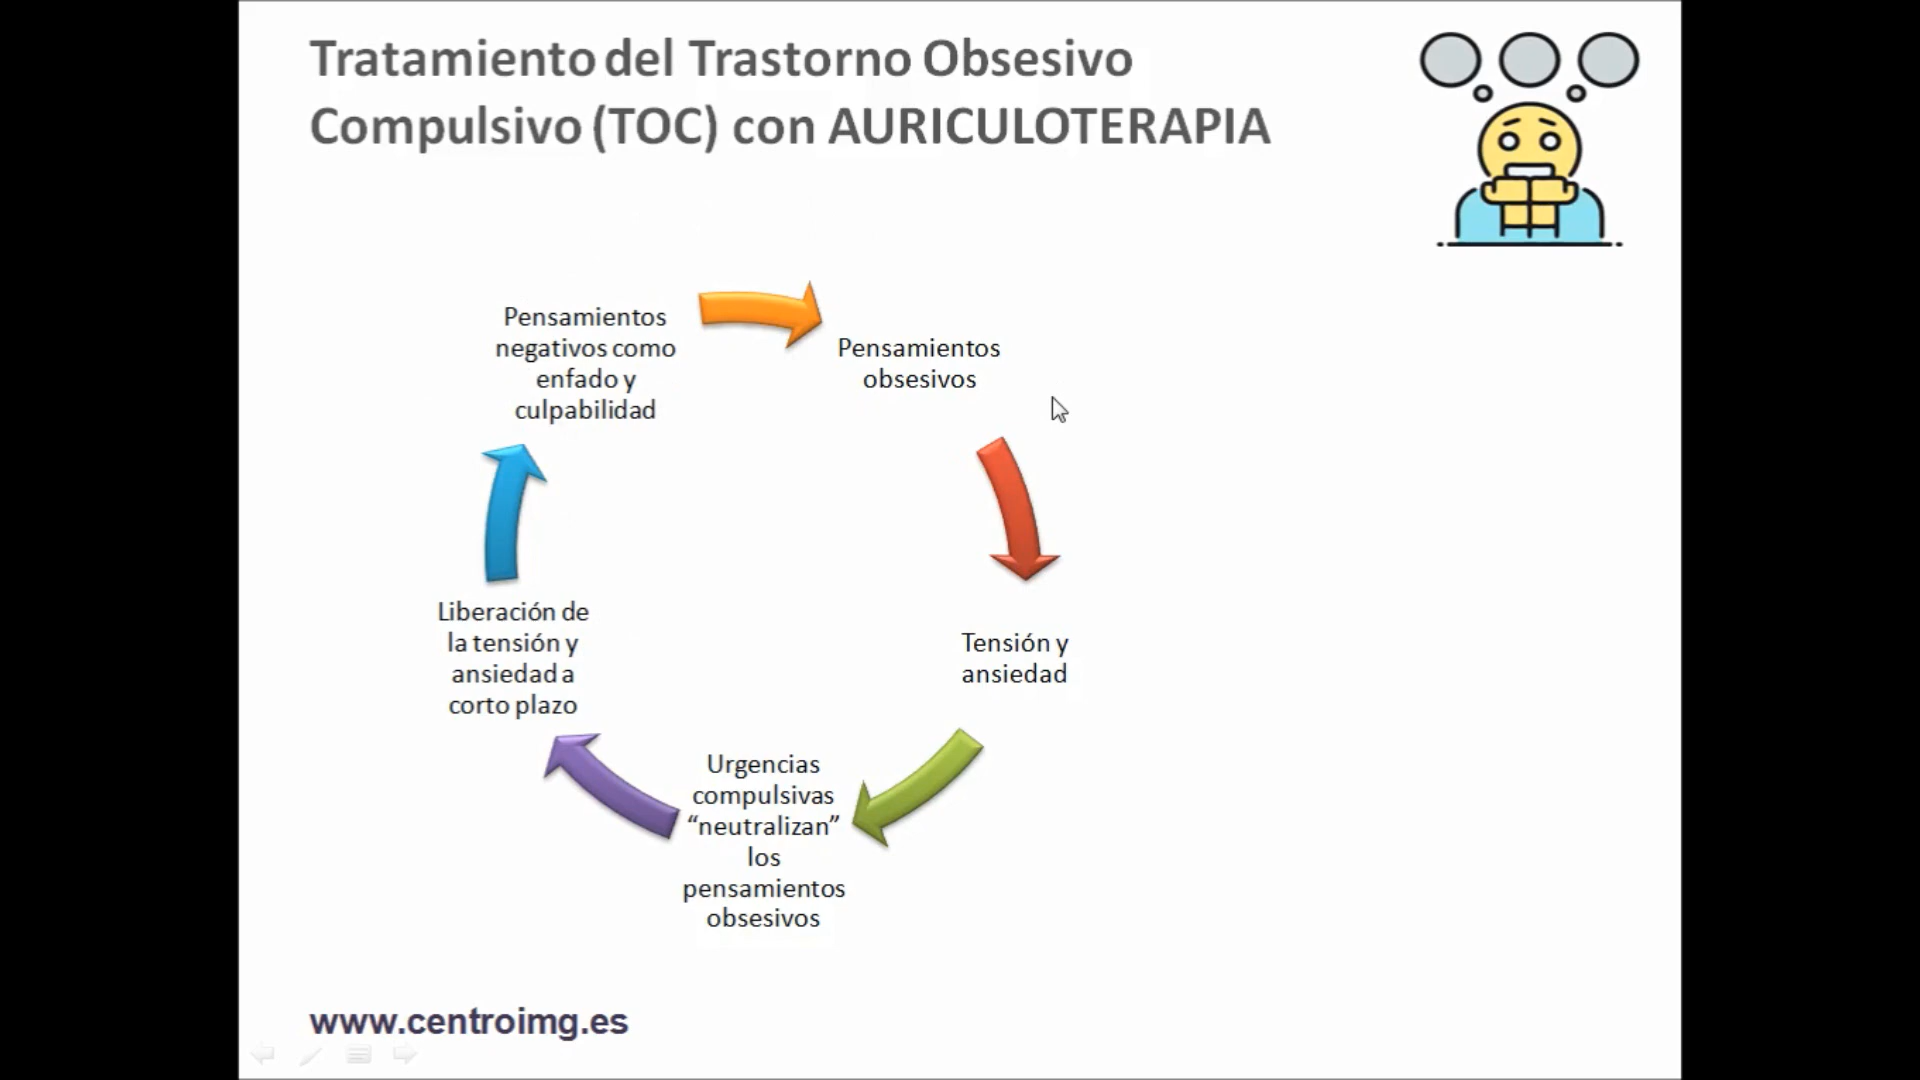 Tratamiento del Trastorno Obsesivo
Compulsivo (TOC) con AURICULOTERAPIA
Pensamientos
negativos como
enfado y
culpabilidad
Pensamientos
obsesivos
Tensión y
ansiedad
Urgencias
compulsivas
“neutralizan”
los
pensamientos
obsesivos
Liberación de
la tensión y
ansiedad a
corto plazo
www.centroimg.es